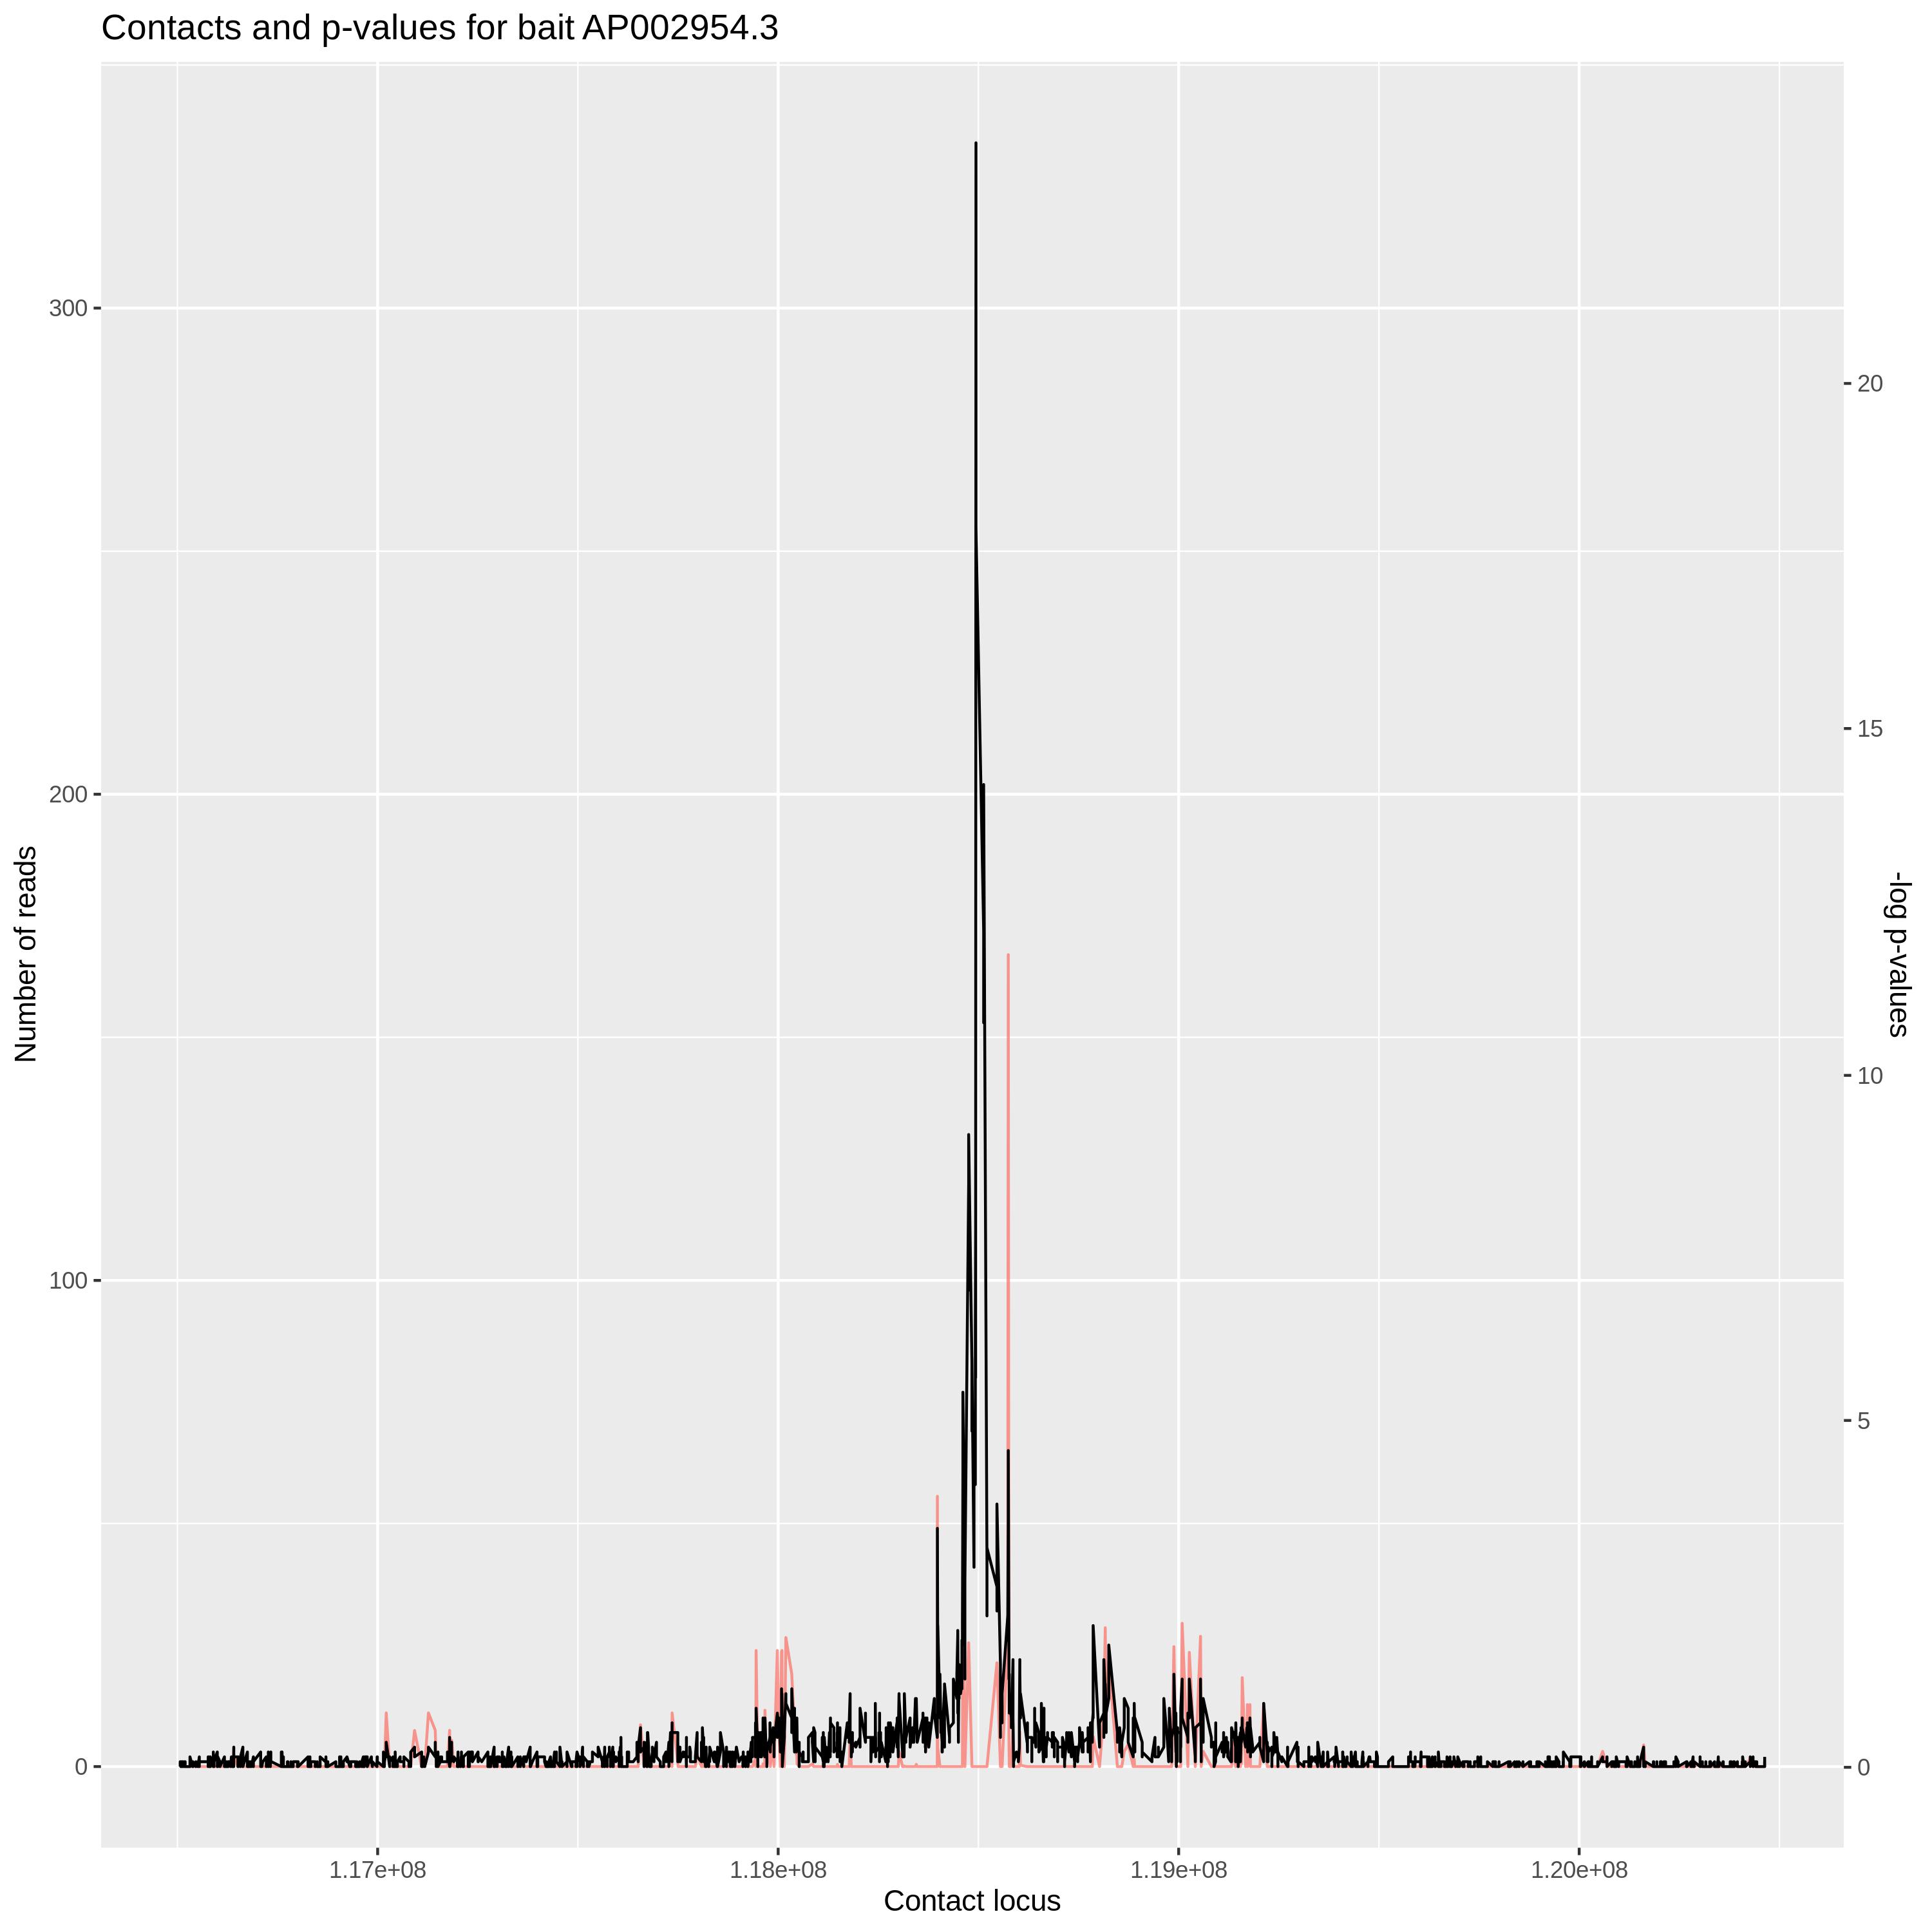 Contacts and p-values for bait AP002954.3
Number of reads
300
200
100
0
20
15
10
5
0
-log p-values
1.17e+08
1.18e+08
1.19e+08
1.20e+08
Contact locus